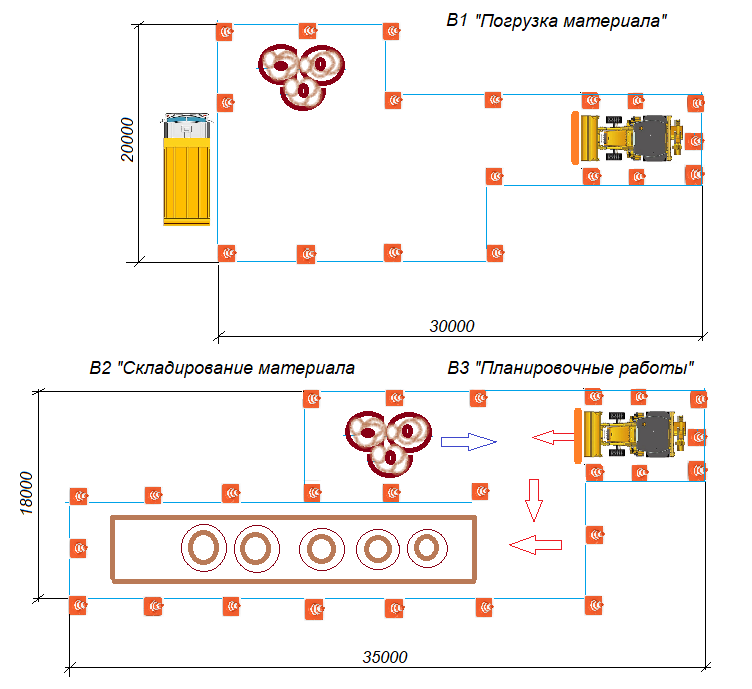 В1 "Погрузка материала"
20000
30000
В2 "Складирование материала
В3 "Планировочные работы"
18000
35000